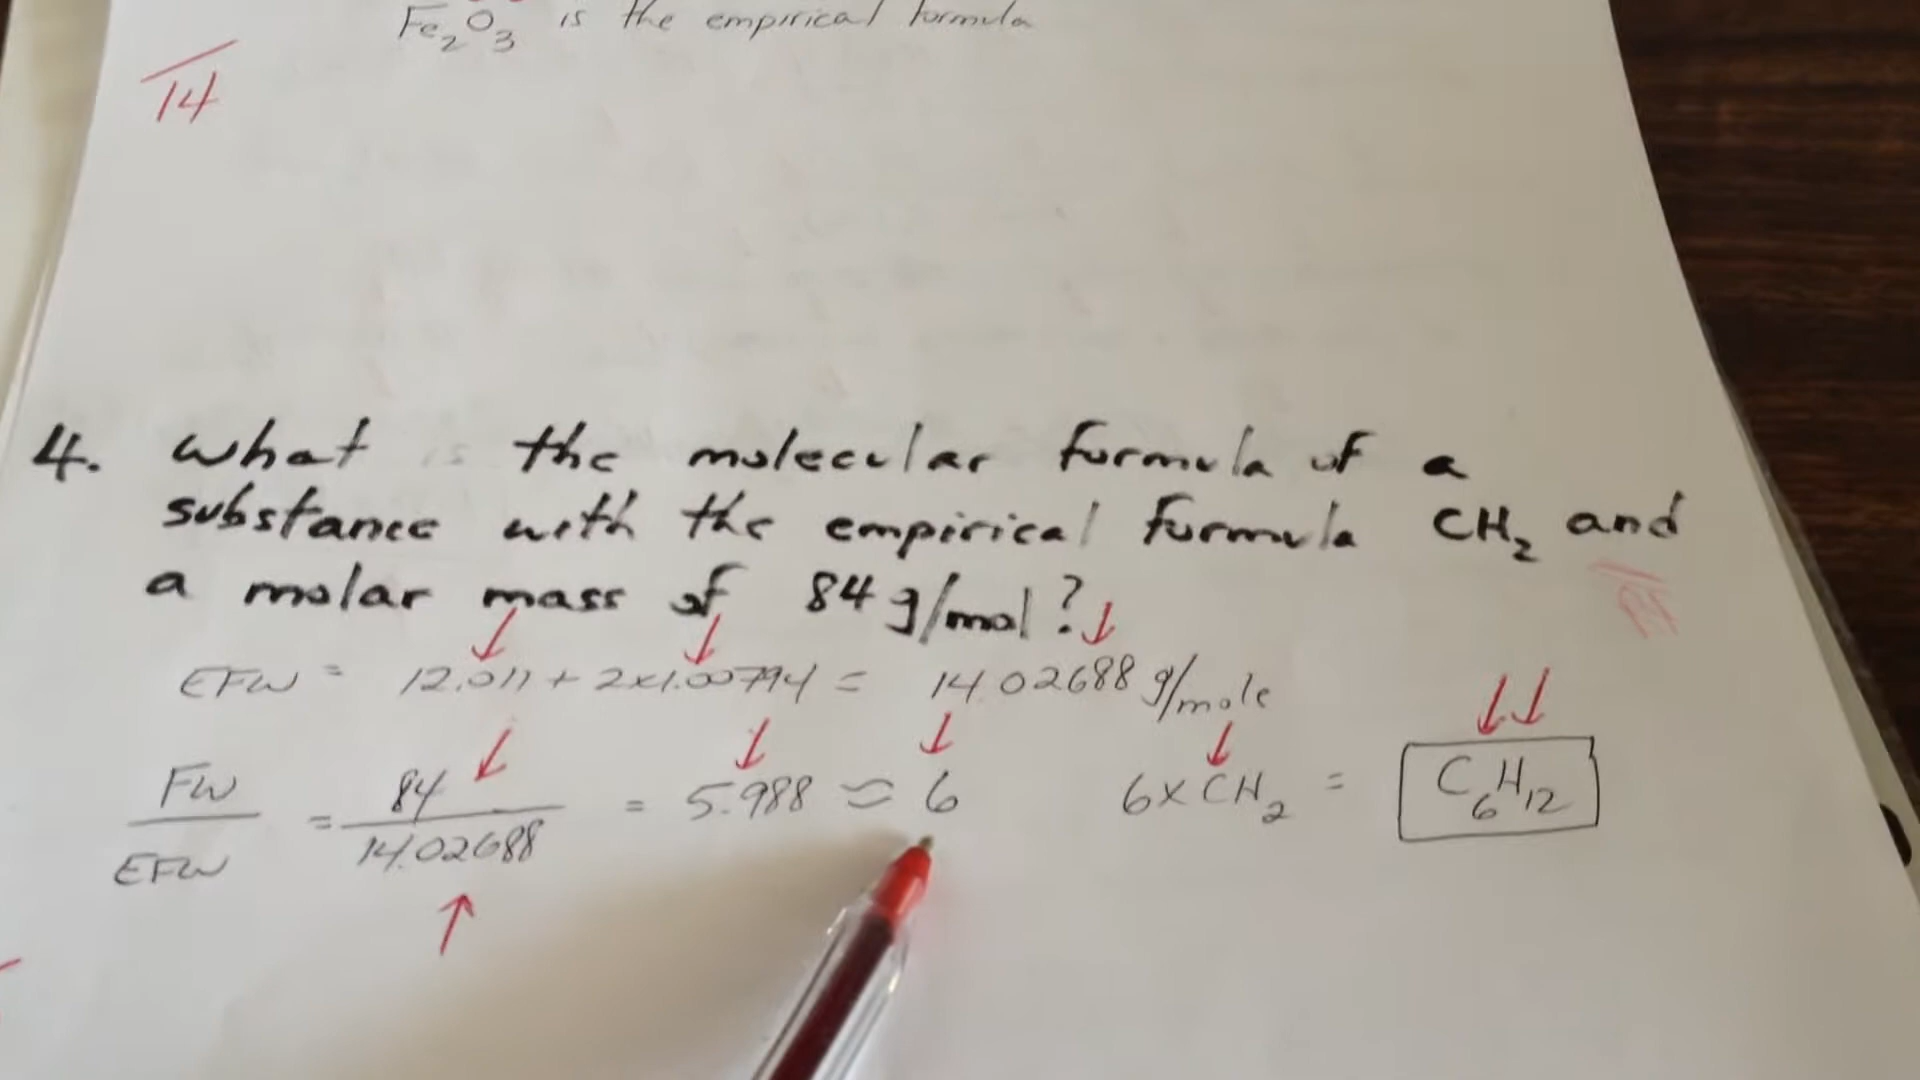 Fe2O3 is the empirical formula
14
4. What is the molecular formula of a
substance with the empirical formula CH2 and
a molar mass of 84 g/mol?
EFW = 12.011 + 2x1.00794 = 14.02688 g/mole
FW/EFW = 84/14.02688 = 5.988 ≈ 6 6xCH2 = C6H12